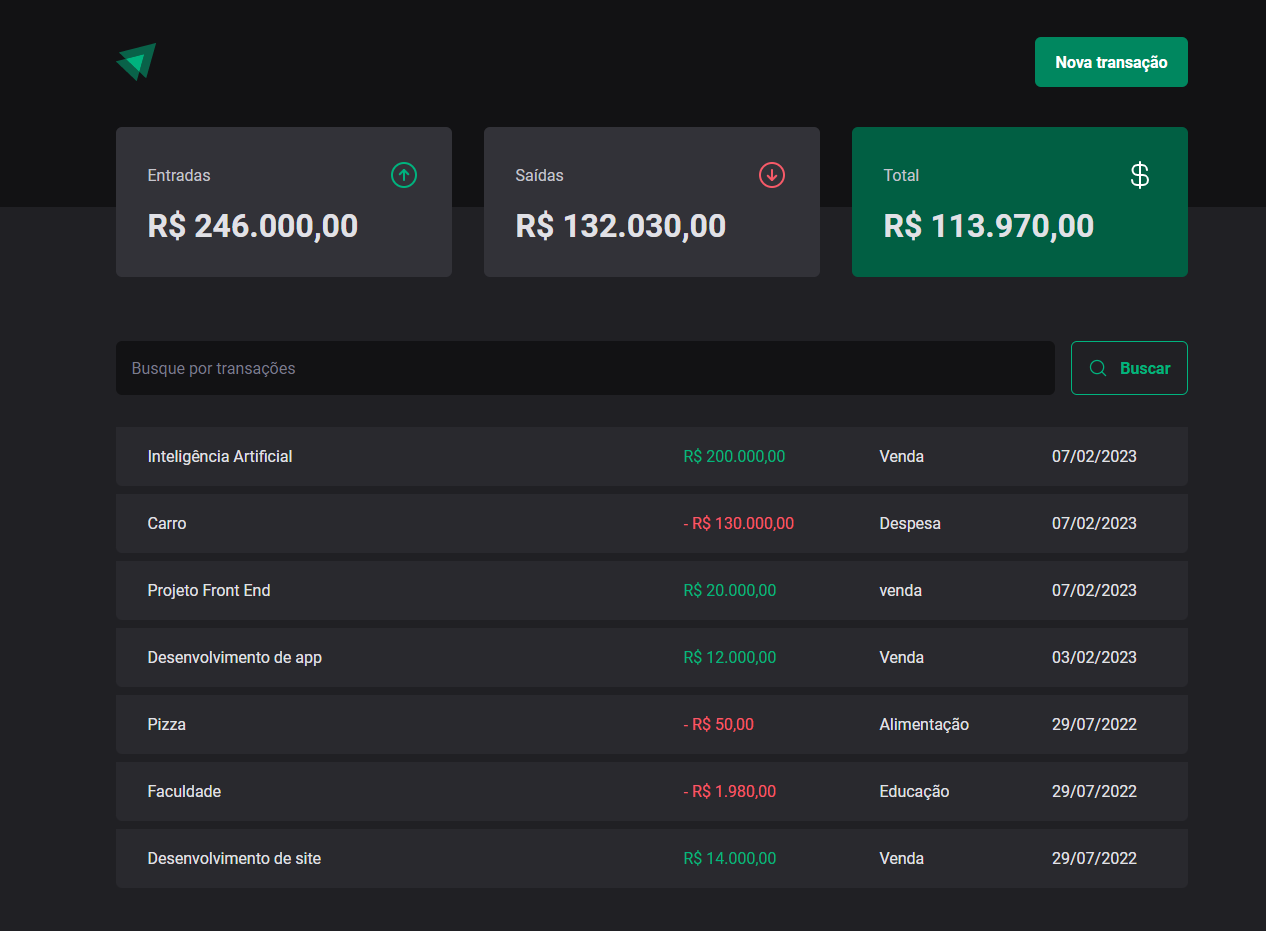 Nova transação
Entradas
R$ 246.000,00
Saídas
R$ 132.030,00
Total
$
R$ 113.970,00
Busque por transações
Buscar
Inteligência Artificial R$ 200.000,00 Venda 07/02/2023
Carro - R$ 130.000,00 Despesa 07/02/2023
Projeto Front End R$ 20.000,00 venda 07/02/2023
Desenvolvimento de app R$ 12.000,00 Venda 03/02/2023
Pizza - R$ 50,00 Alimentação 29/07/2022
Faculdade - R$ 1.980,00 Educação 29/07/2022
Desenvolvimento de site R$ 14.000,00 Venda 29/07/2022